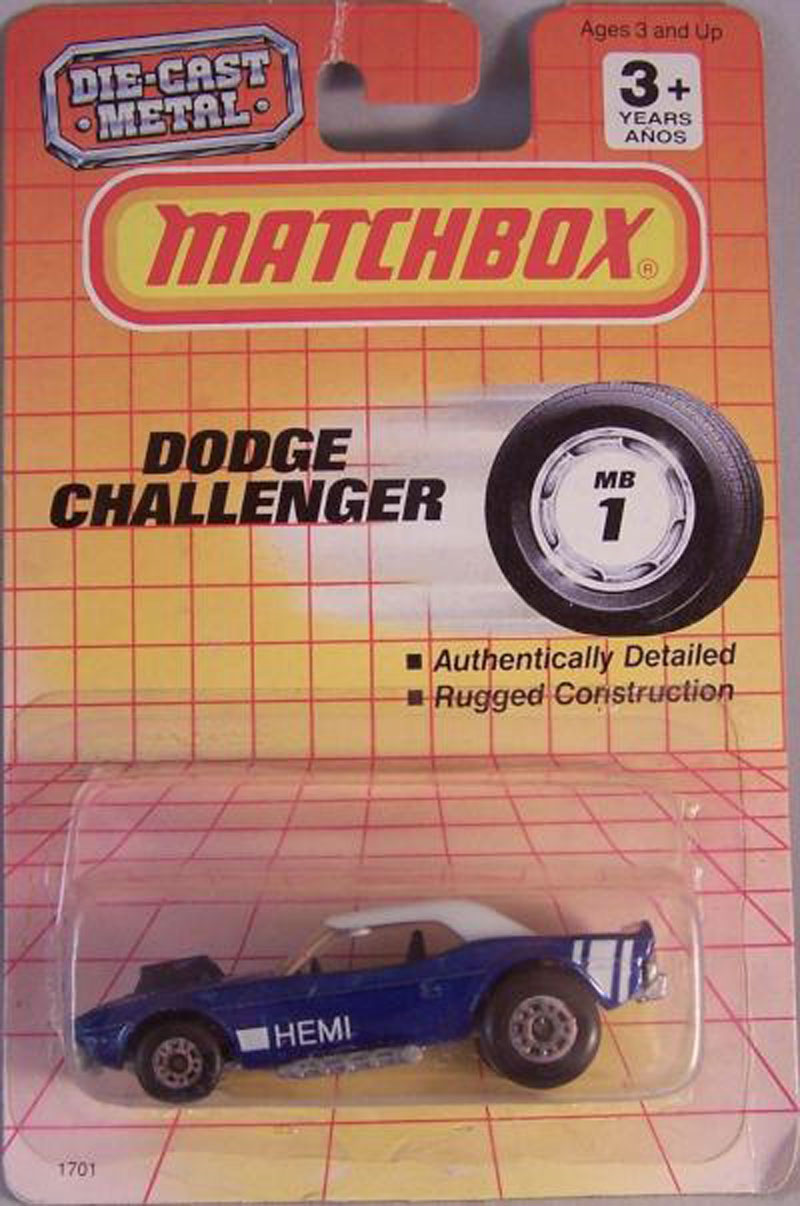 Ages 3 and Up
DIE-CAST
•METAL•
3+
YEARS
AÑOS
MATCHBOX®
DODGE
CHALLENGER
MB
1
■ Authentically Detailed
■ Rugged Construction
HEMI
1701